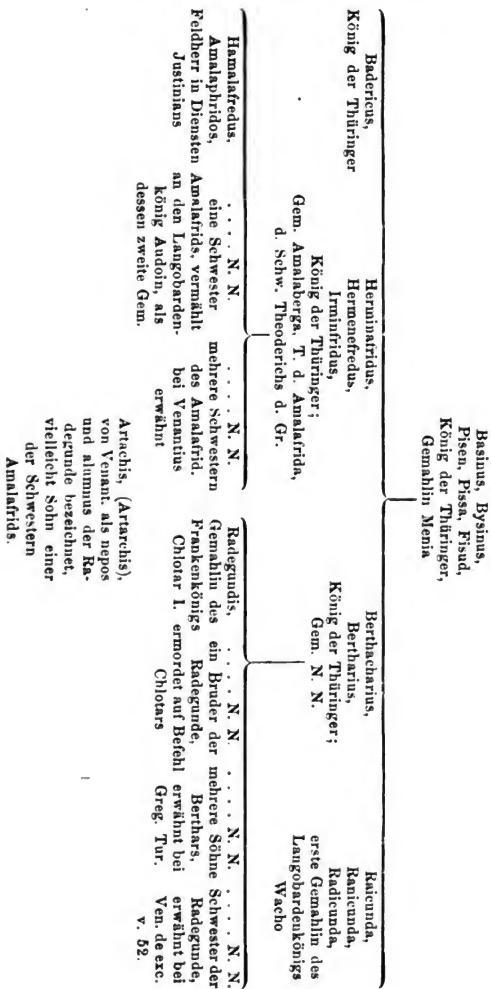 Basinus, Bysinus,
Pisen, Pissa, Fisud,
König der Thüringer,
Gemahlin Menia
Badericus,
König der Thüringer
Herminafridus,
Hermenefredus,
Irminfridus,
König der Thüringer;
Gem. Amalaberga, T. d. Amalafrida,
d. Schw. Theoderichs d. Gr.
Berthacharius,
Bertharius,
König der Thüringer;
Gem. N. N.
Raicunda,
Ranicunda,
Radicunda,
erste Gemahlin des
Langobardenkönigs
Wacho
Hamalafredus,
Amalaphridos,
Feldherr in Diensten
Justinians
. . . . N. N
eine Schwester
Amalafrids, vermählt
an den Langobarden-
könig Audoin, als
dessen zweite Gem.
. . . . . N. N.
mehrere Schwestern
des Amalafrid.
bei Venantius
erwähnt
Radegundis,
Gemahlin des
Frankenkönigs
Chlotar I.
. . . . . N. N.
ein Bruder der
Radegunde,
ermordet auf Befehl
Chlotars
. . . . N. N.
mehrere Söhne
Berthars,
erwähnt bei
Greg. Tur.
. . . . . N. N.
Schwester der
Radegunde,
erwähnt bei
Ven. de exc.
v. 52.
Artachis, (Artarchis),
von Venant. als nepos
und alumnus der Ra-
degunde bezeichnet,
vielleicht Sohn einer
der Schwestern
Amalafrids.